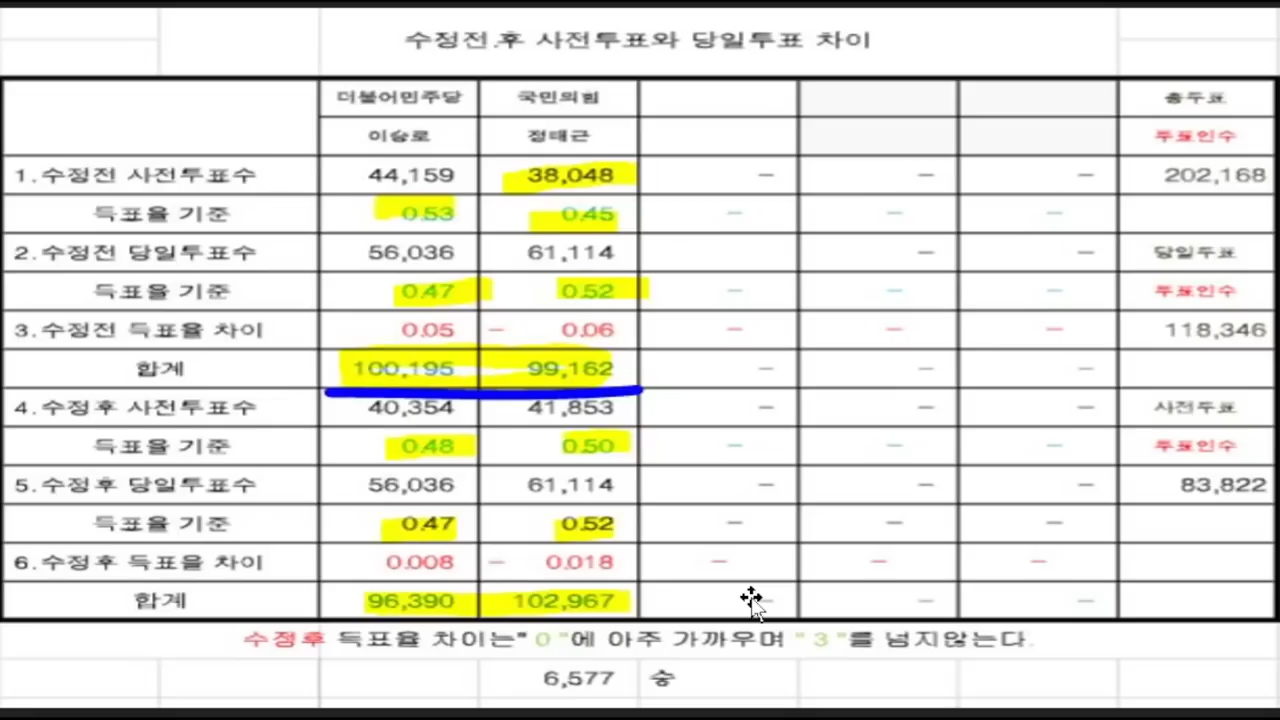 수정전.후 사전투표와 당일투표 차이
더불어민주당 국민의힘 총투표
이승로 정태근 투표인수
1.수정전 사전투표수 44,159 38,048 - - - 202,168
득표율 기준 0.53 0.45 - - -
2.수정전 당일투표수 56,036 61,114 - - 당일투표
득표율 기준 0.47 0.52 - - - 투표인수
3.수정전 득표율 차이 0.05 - 0.06 - - - 118,346
합계 100,195 99,162 - - -
4.수정후 사전투표수 40,354 41,853 - - - 사전투표
득표율 기준 0.48 0.50 - - - 투표인수
5.수정후 당일투표수 56,036 61,114 - - - 83,822
득표율 기준 0.47 0.52 - - -
6.수정후 득표율 차이 0.008 - 0.018 - - -
합계 96,390 102,967 - - -
수정후 득표율 차이는"0"에 아주 가까우며 "3"를 넘지않는다.
6,577 승